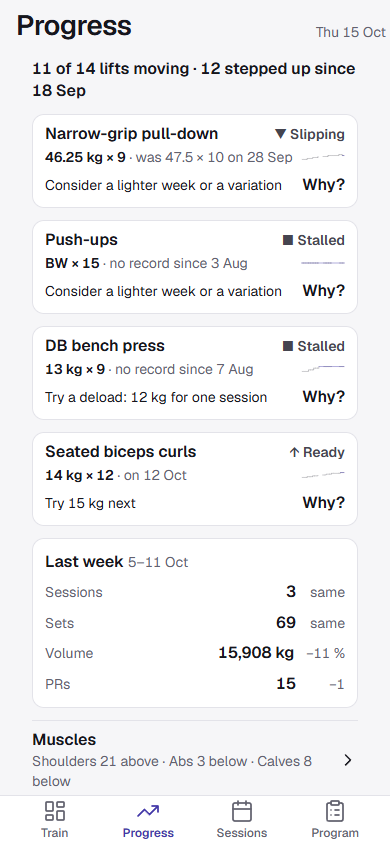 Progress
Thu 15 Oct
11 of 14 lifts moving · 12 stepped up since
18 Sep
Narrow-grip pull-down ▼ Slipping
46.25 kg × 9 · was 47.5 × 10 on 28 Sep
Consider a lighter week or a variation Why?
Push-ups ■ Stalled
BW × 15 · no record since 3 Aug
Consider a lighter week or a variation Why?
DB bench press ■ Stalled
13 kg × 9 · no record since 7 Aug
Try a deload: 12 kg for one session Why?
Seated biceps curls ↑ Ready
14 kg × 12 · on 12 Oct
Try 15 kg next Why?
Last week 5–11 Oct
Sessions 3 same
Sets 69 same
Volume 15,908 kg −11 %
PRs 15 −1
Muscles
Shoulders 21 above · Abs 3 below · Calves 8
below
Train Progress Sessions Program